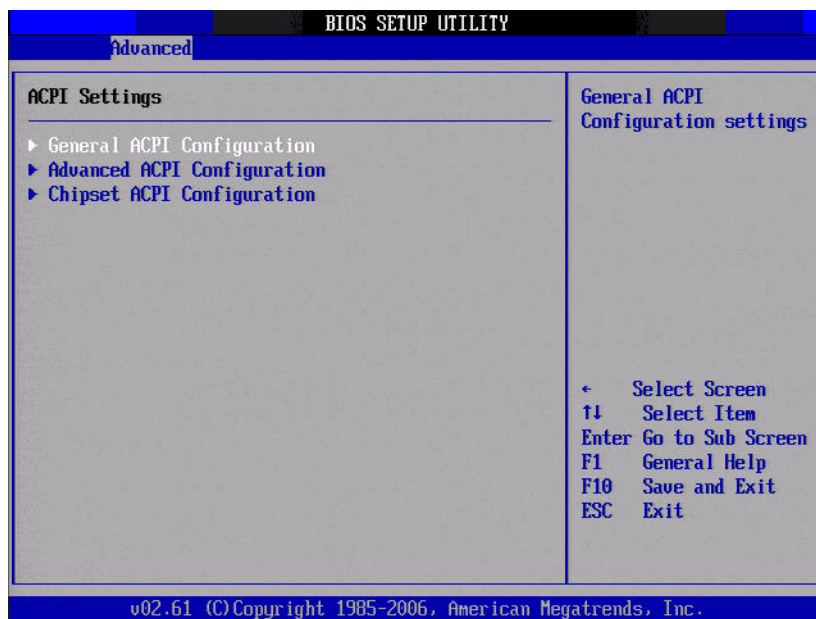 BIOS SETUP UTILITY
Advanced
ACPI Settings
▶ General ACPI Configuration
▶ Advanced ACPI Configuration
▶ Chipset ACPI Configuration
General ACPI
Configuration settings
← Select Screen
↑↓ Select Item
Enter Go to Sub Screen
F1 General Help
F10 Save and Exit
ESC Exit
v02.61 (C)Copyright 1985-2006, American Megatrends, Inc.